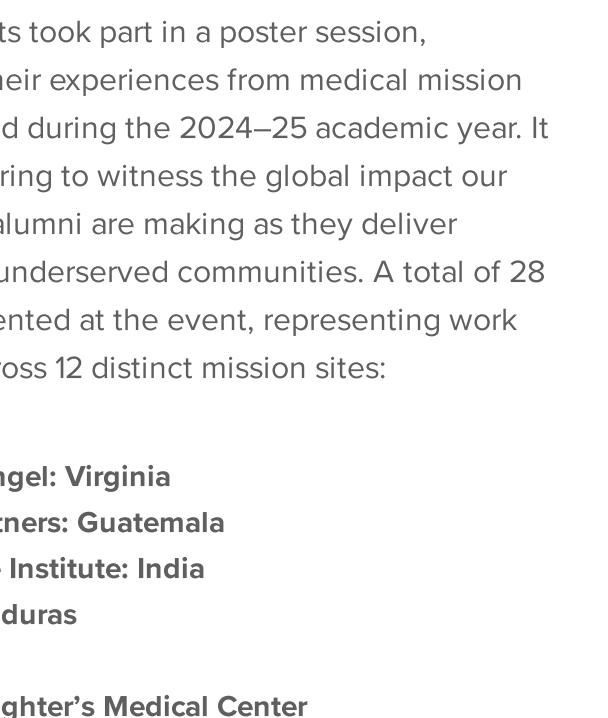 ts took part in a poster session,
heir experiences from medical mission
d during the 2024–25 academic year. It
ring to witness the global impact our
alumni are making as they deliver
underserved communities. A total of 28
ented at the event, representing work
ross 12 distinct mission sites:
ngel: Virginia
tners: Guatemala
Institute: India
duras
ghter’s Medical Center